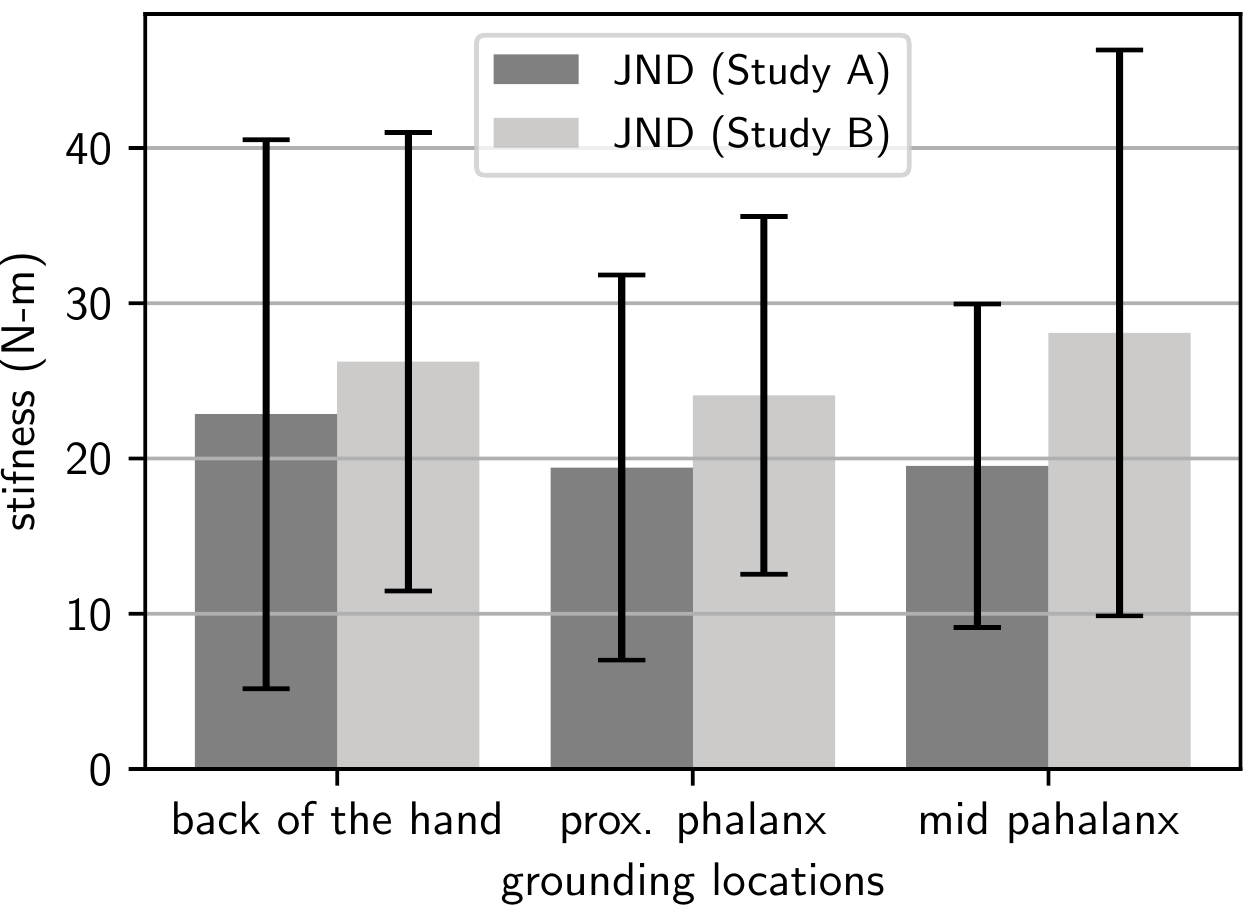 JND (Study A)
JND (Study B)
stifness (N-m)
40
30
20
10
0
back of the hand
prox. phalanx
mid pahalanx
grounding locations